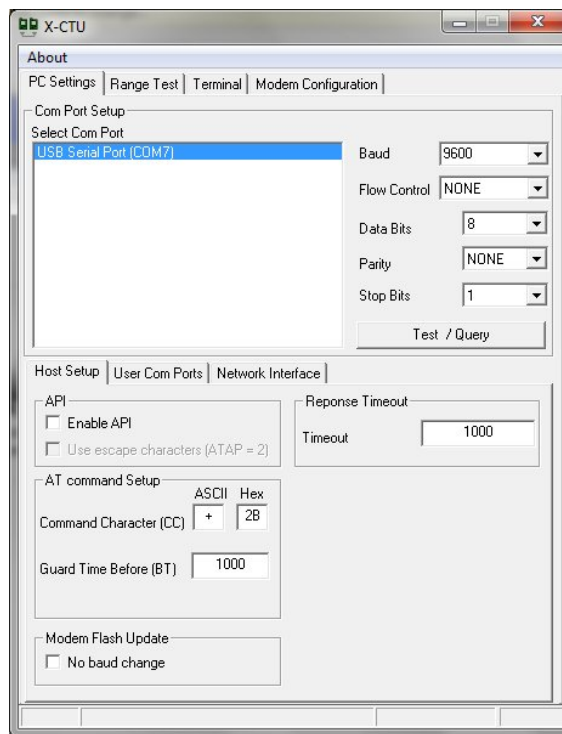 X-CTU
About
PC Settings Range Test Terminal Modem Configuration
Com Port Setup
Select Com Port
USB Serial Port (COM7)
Baud 9600
Flow Control NONE
Data Bits 8
Parity NONE
Stop Bits 1
Test / Query
Host Setup User Com Ports Network Interface
API
Enable API
Use escape characters (ATAP = 2)
Reponse Timeout
Timeout 1000
AT command Setup
ASCII Hex
Command Character (CC) + 2B
Guard Time Before (BT) 1000
Modem Flash Update
No baud change